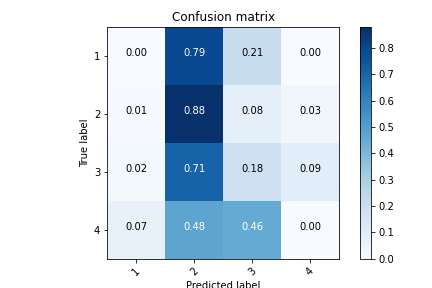 Confusion matrix
1 0.00 0.79 0.21 0.00
2 0.01 0.88 0.08 0.03
3 0.02 0.71 0.18 0.09
4 0.07 0.48 0.46 0.00
1 2 3 4
True label
Predicted label
0.8
0.7
0.6
0.5
0.4
0.3
0.2
0.1
0.0